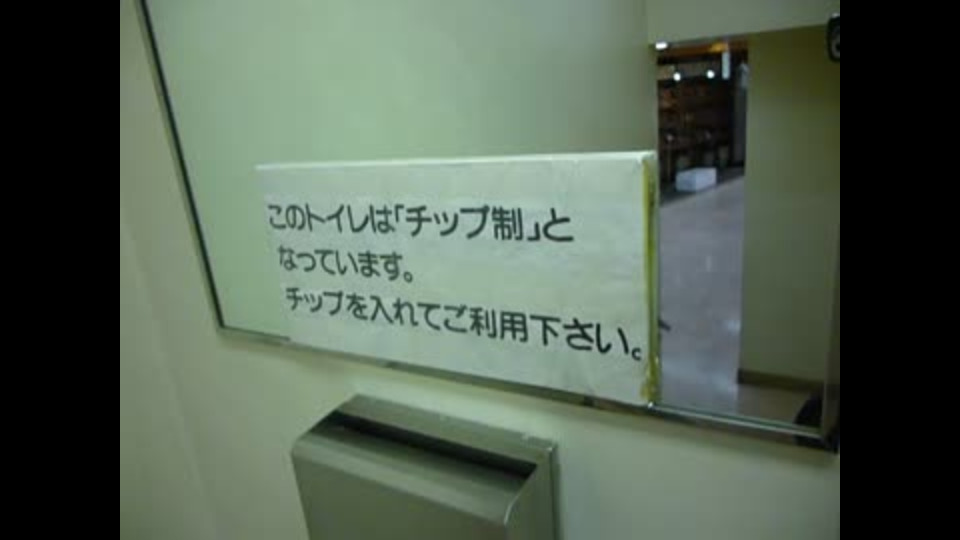 このトイレは「チップ制」と
なっています。
チップを入れてご利用下さい。